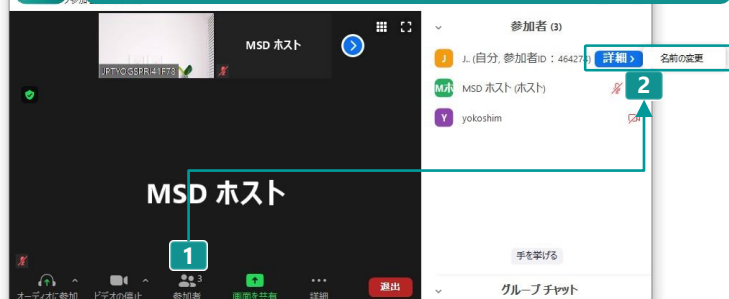 参加者 (3)
MSD ホスト
JPTYOGSPRI41F78
J.. (自分, 参加者ID：464274)
詳細 >
名前の変更
M木 MSD ホスト (ホスト)
2
Y yokoshim
MSD ホスト
1
手を挙げる
3
オーディオに参加
ビデオの停止
参加者
画面を共有
詳細
退出
グループ チャット